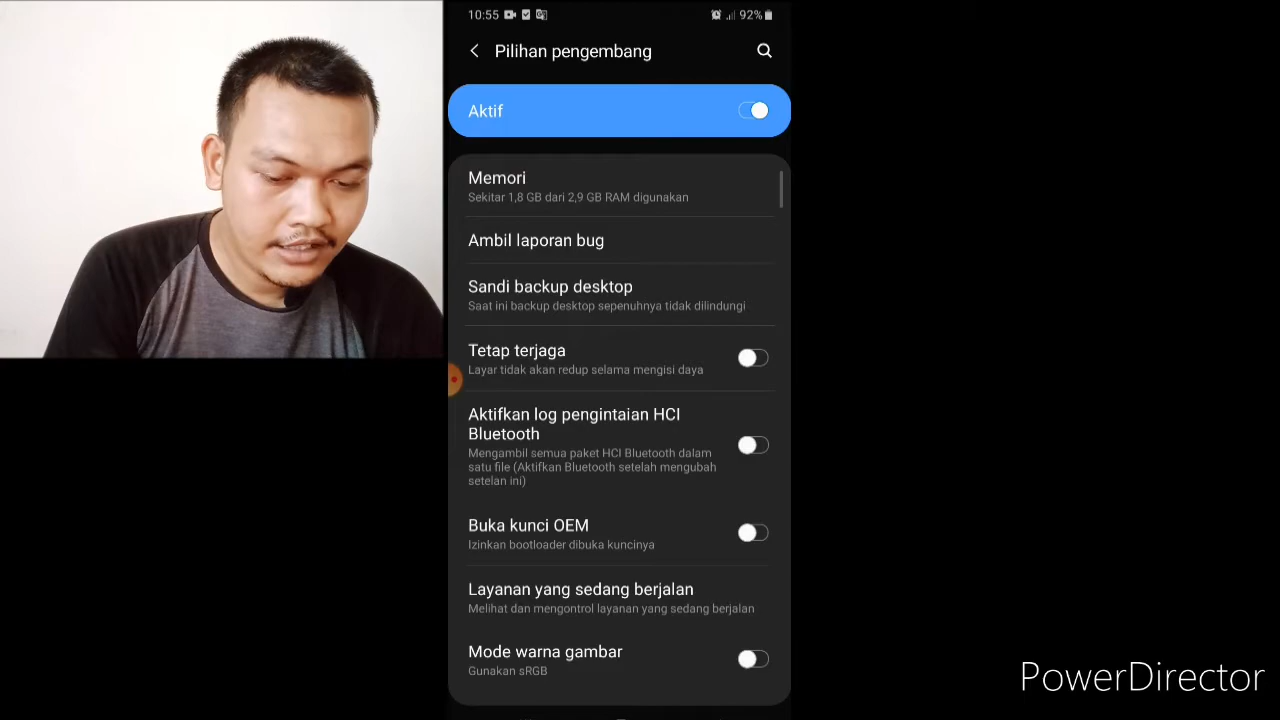 10:55
92%
Pilihan pengembang
Aktif
Memori
Sekitar 1,8 GB dari 2,9 GB RAM digunakan
Ambil laporan bug
Sandi backup desktop
Saat ini backup desktop sepenuhnya tidak dilindungi
Tetap terjaga
Layar tidak akan redup selama mengisi daya
Aktifkan log pengintaian HCI
Bluetooth
Mengambil semua paket HCI Bluetooth dalam
satu file (Aktifkan Bluetooth setelah mengubah
setelan ini)
Buka kunci OEM
Izinkan bootloader dibuka kuncinya
Layanan yang sedang berjalan
Melihat dan mengontrol layanan yang sedang berjalan
Mode warna gambar
Gunakan sRGB
PowerDirector